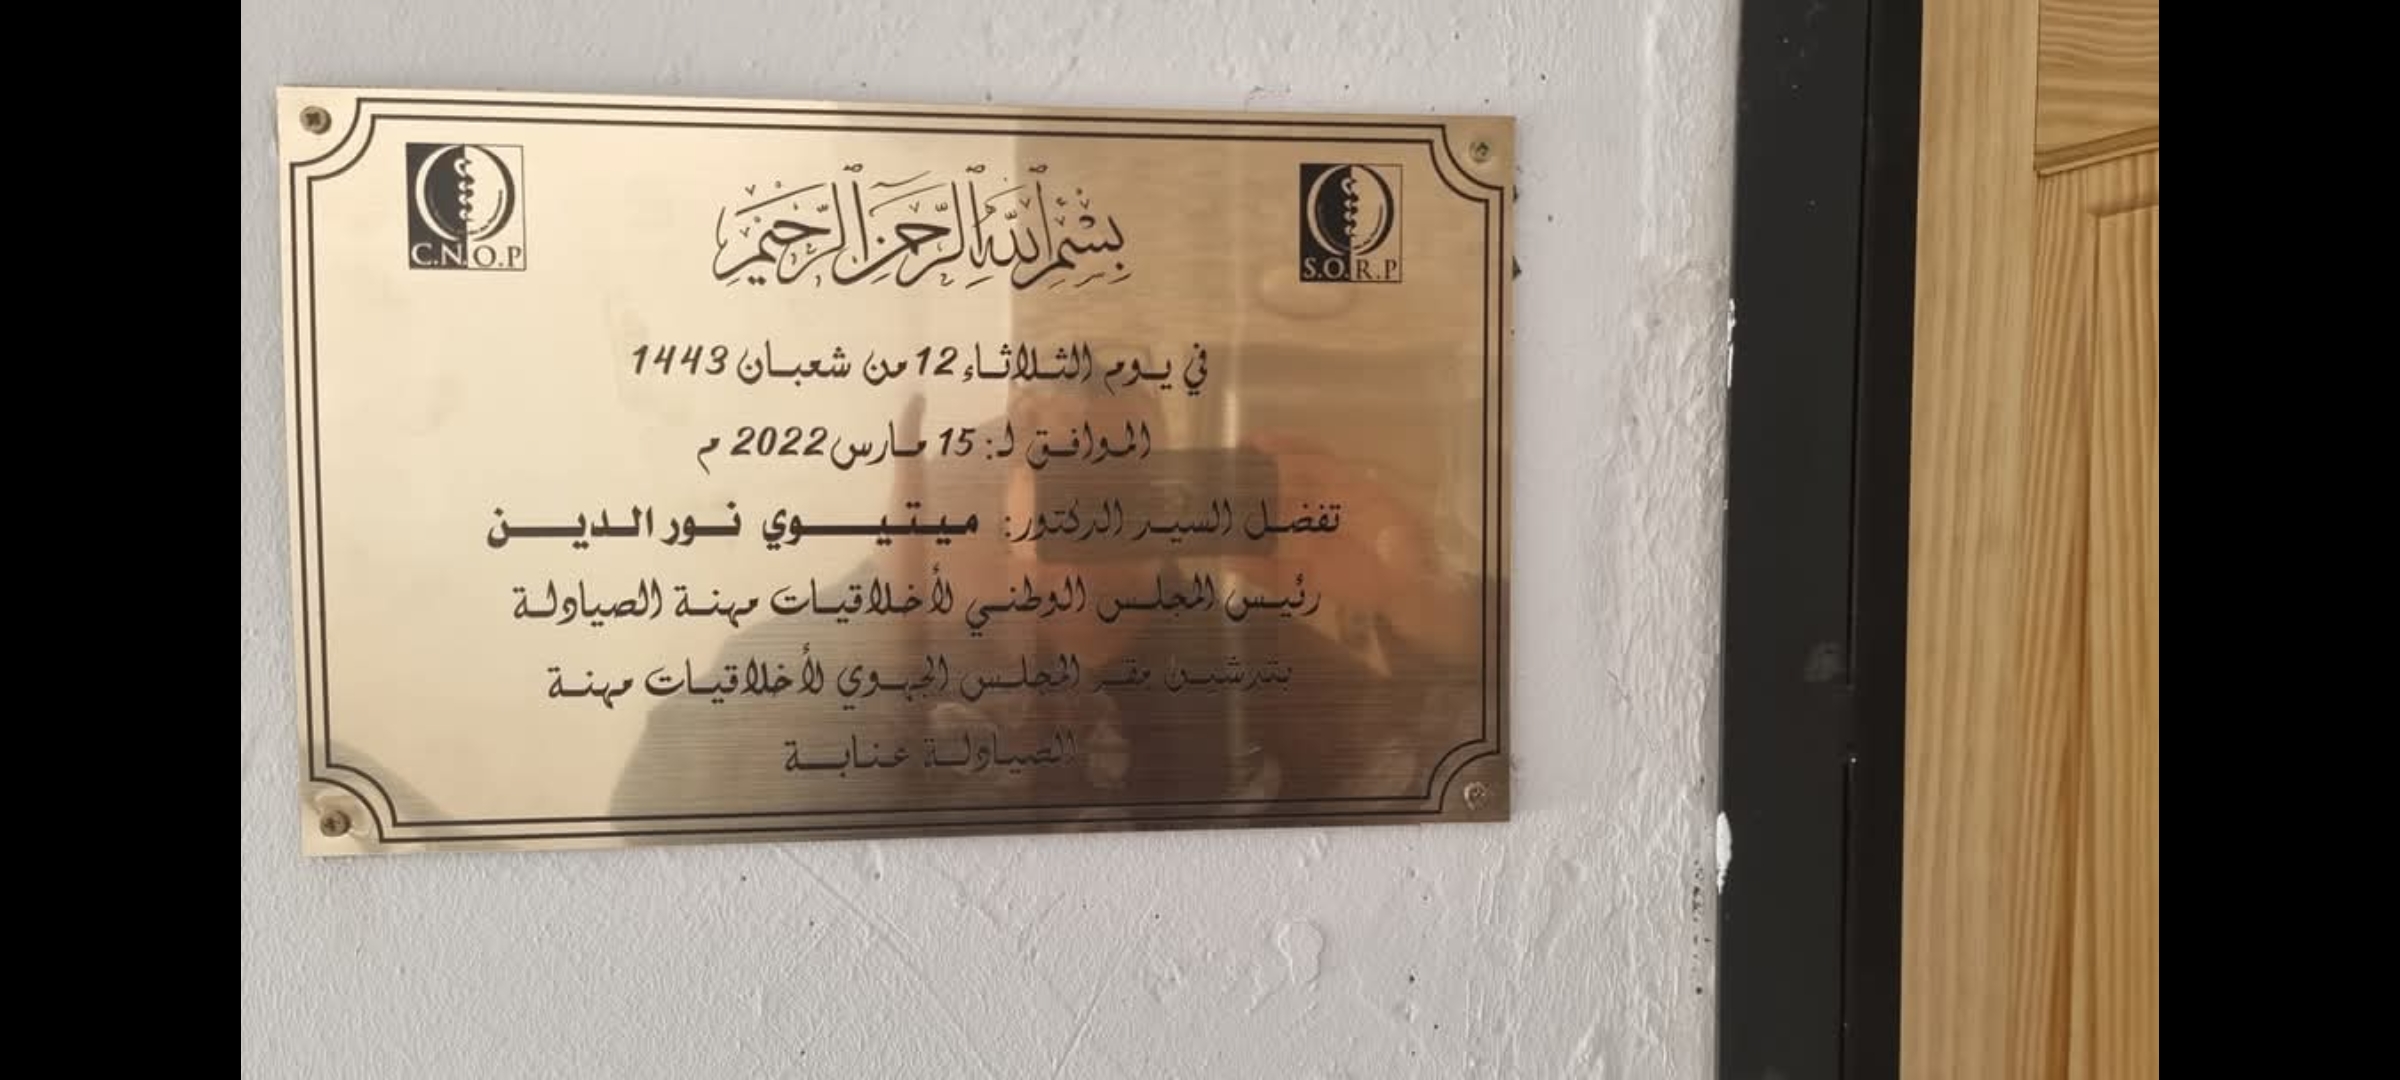 C.N.O.P
S.O.R.P
بسم الله الرحمن الرحيم
في يوم الثلاثاء 12 من شعبان 1443
الموافق لـ: 15 مارس 2022 م
تفضل السيد الدكتور: ميتيوي نور الدين
رئيس المجلس الوطني لأخلاقيات مهنة الصيادلة
بتدشين مقر المجلس الجهوي لأخلاقيات مهنة
الصيادلة عنابة